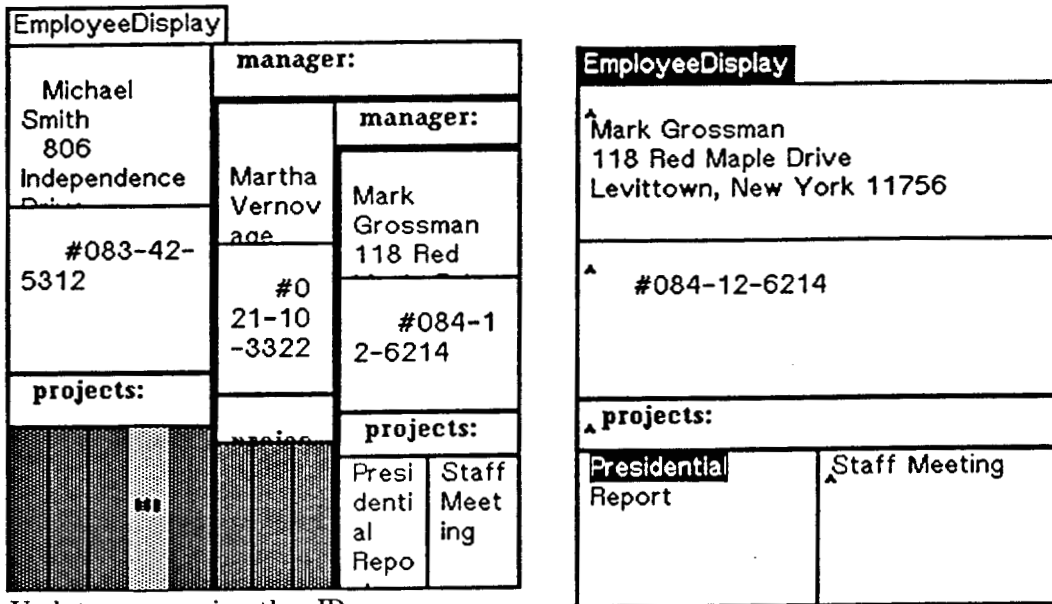 EmployeeDisplay
manager:
Michael
Smith
806
Independence
#083-42-
5312
projects:
Martha
Vernov
age
#0
21-10
-3322
manager:
Mark
Grossman
118 Red
#084-1
2-6214
projects:
Presi
denti
al
Repo
Staff
Meet
ing
EmployeeDisplay
Mark Grossman
118 Red Maple Drive
Levittown, New York 11756
#084-12-6214
projects:
Presidential
Report
Staff Meeting